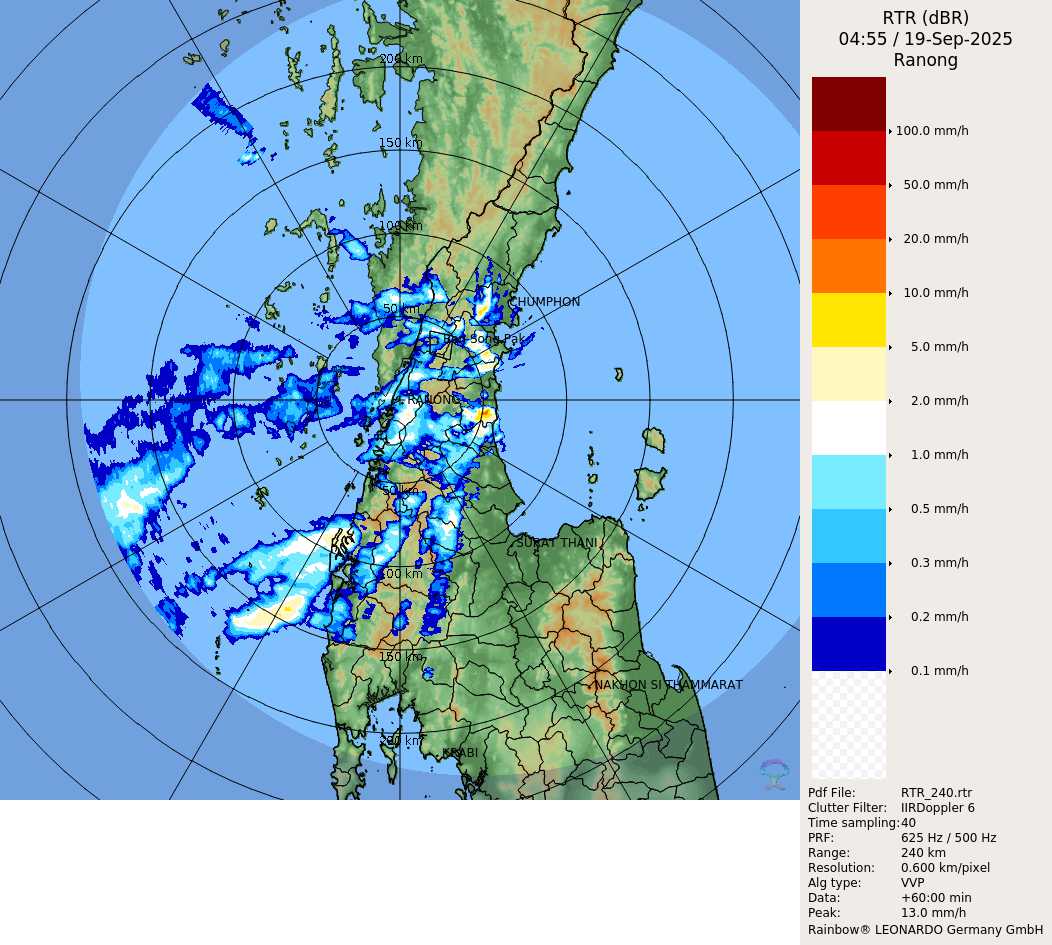 RTR (dBR)
04:55 / 19-Sep-2025
Ranong
200 km
150 km
100 km
50 km
CHUMPHON
Ban Song Pak
RANONG
50 km
SURAT THANI
100 km
150 km
NAKHON SI THAMMARAT
200 km
KRABI
100.0 mm/h
50.0 mm/h
20.0 mm/h
10.0 mm/h
5.0 mm/h
2.0 mm/h
1.0 mm/h
0.5 mm/h
0.3 mm/h
0.2 mm/h
0.1 mm/h
Pdf File: RTR_240.rtr
Clutter Filter: IIRDoppler 6
Time sampling:40
PRF: 625 Hz / 500 Hz
Range: 240 km
Resolution: 0.600 km/pixel
Alg type: VVP
Data: +60:00 min
Peak: 13.0 mm/h
Rainbow® LEONARDO Germany GmbH